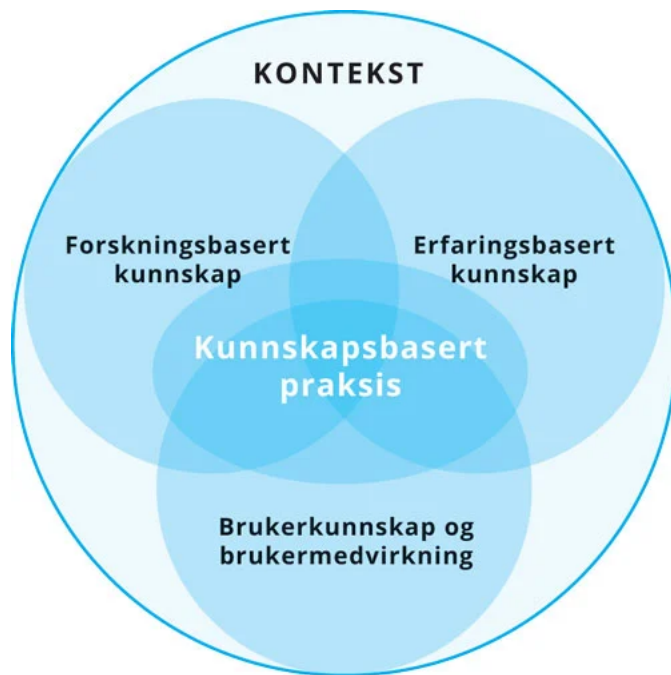 KONTEKST
Forskningsbasert
kunnskap
Erfaringsbasert
kunnskap
Kunnskapsbasert
praksis
Brukerkunnskap og
brukermedvirkning